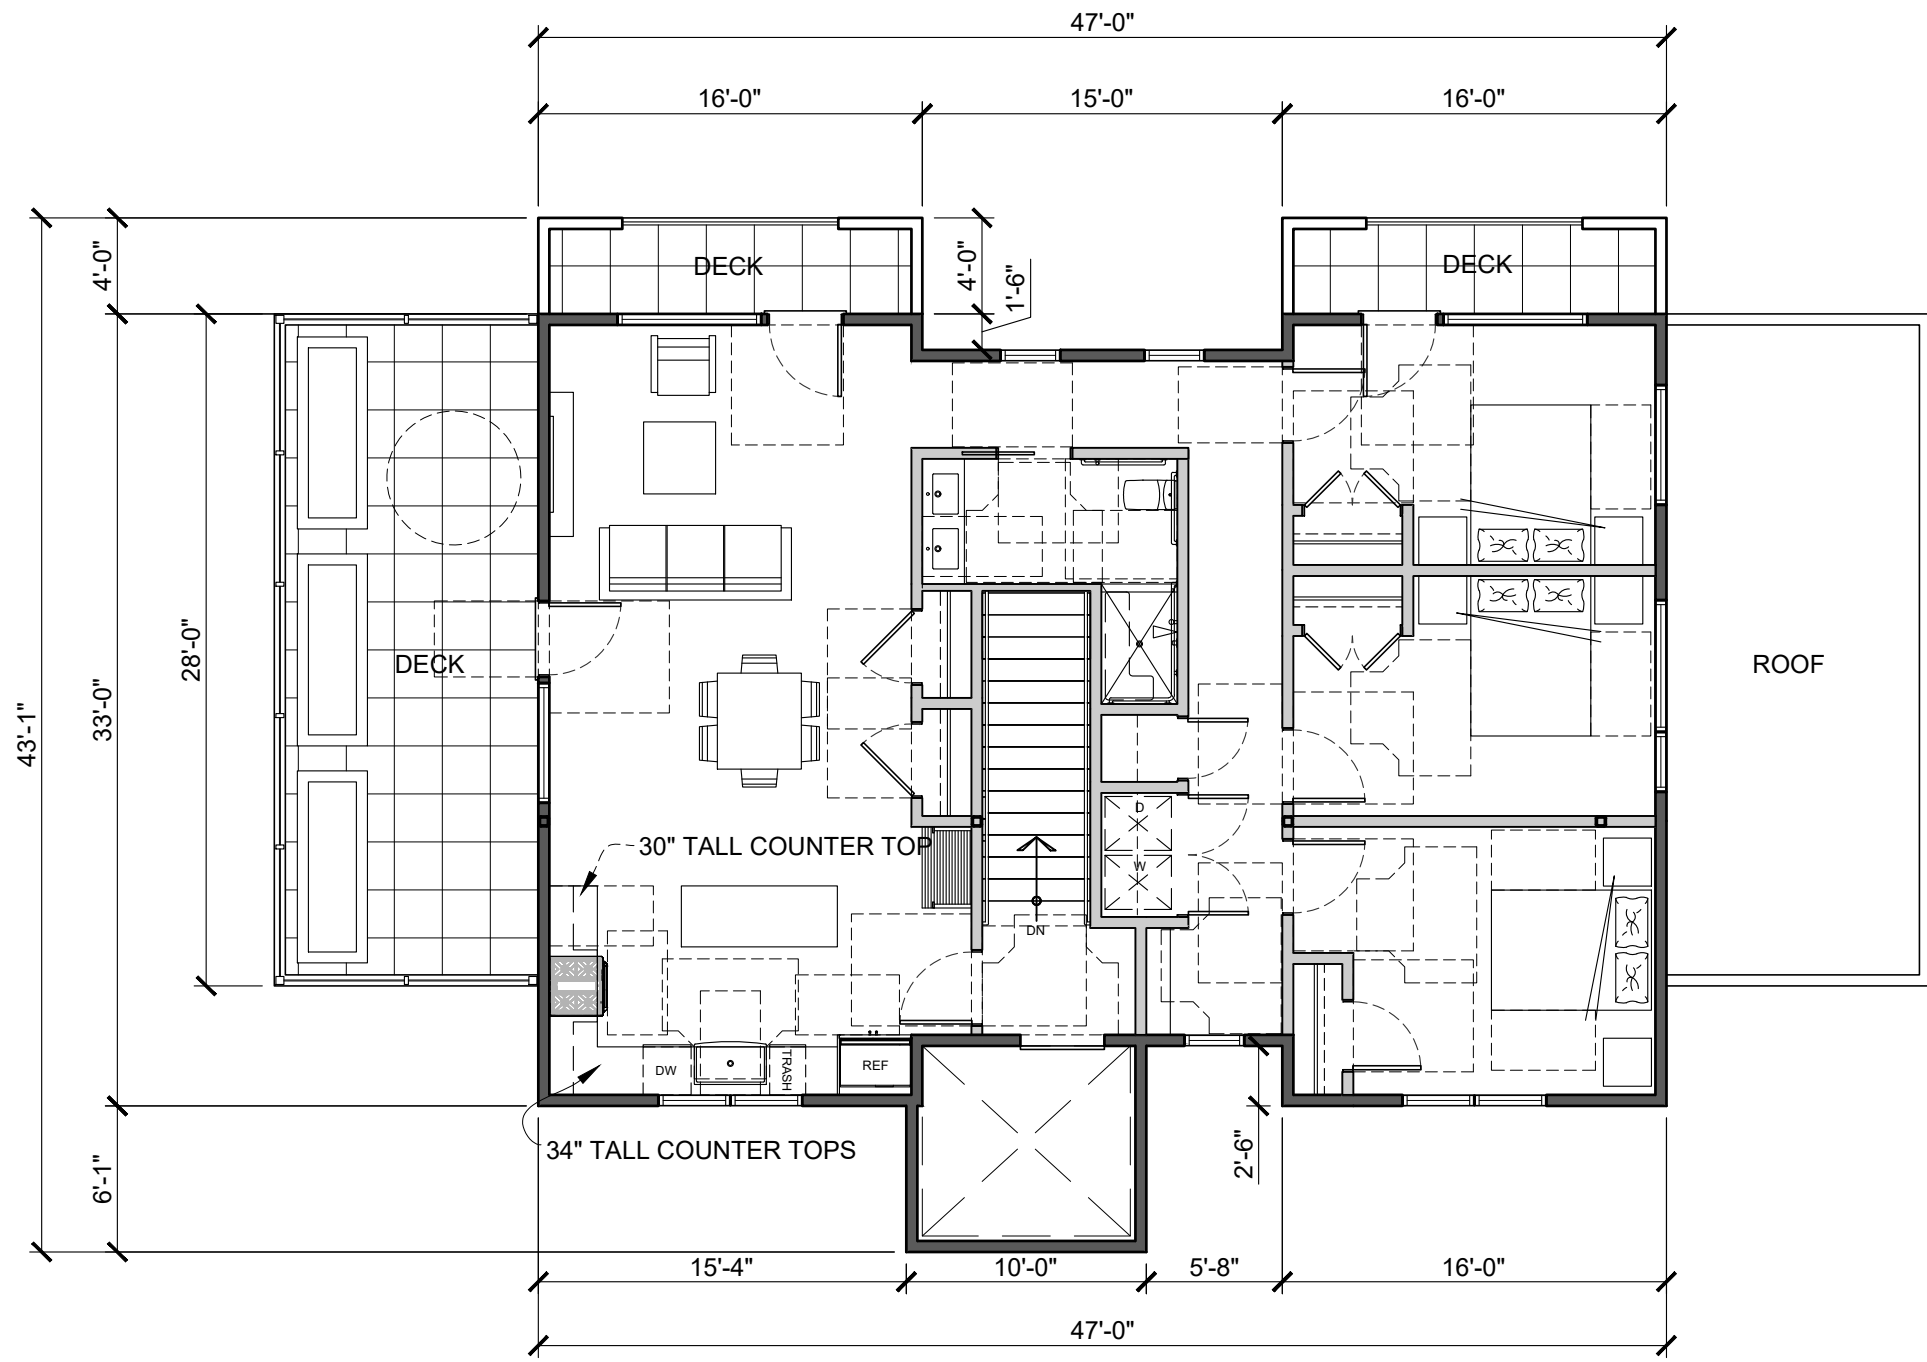 47'-0"
16'-0"
15'-0"
16'-0"
4'-0"
DECK
4'-0"
1'-6"
DECK
43'-1"
33'-0"
28'-0"
DECK
ROOF
D
W
30" TALL COUNTER TOP
DN
DW
TRASH
REF
34" TALL COUNTER TOPS
6'-1"
2'-6"
15'-4"
10'-0"
5'-8"
16'-0"
47'-0"